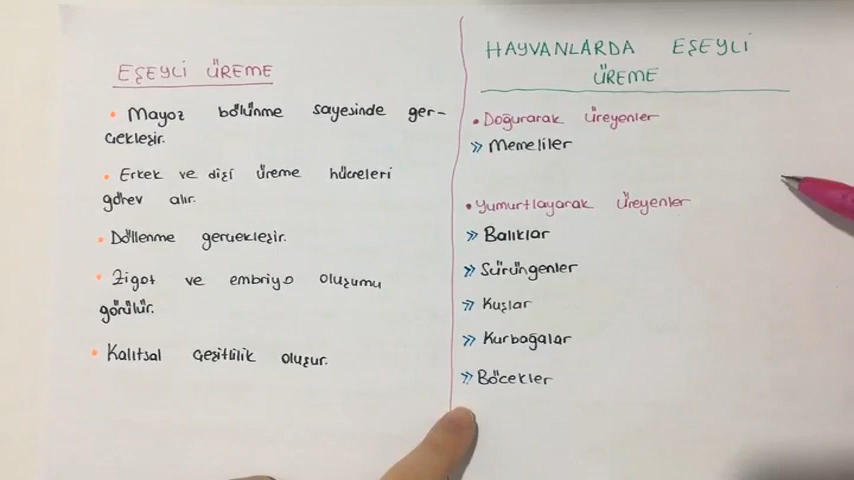 EŞEYLİ ÜREME
• Mayoz bölünme sayesinde ger-
çekleşir.
• Erkek ve dişi üreme hücreleri
görev alır.
• Döllenme gerçekleşir.
• Zigot ve embriyo oluşumu
görülür.
• Kalıtsal çeşitlilik oluşur.
HAYVANLARDA EŞEYLİ
ÜREME
• Doğurarak üreyenler
» Memeliler
• Yumurtlayarak üreyenler
» Balıklar
» Sürüngenler
» Kuşlar
» Kurbağalar
» Böcekler